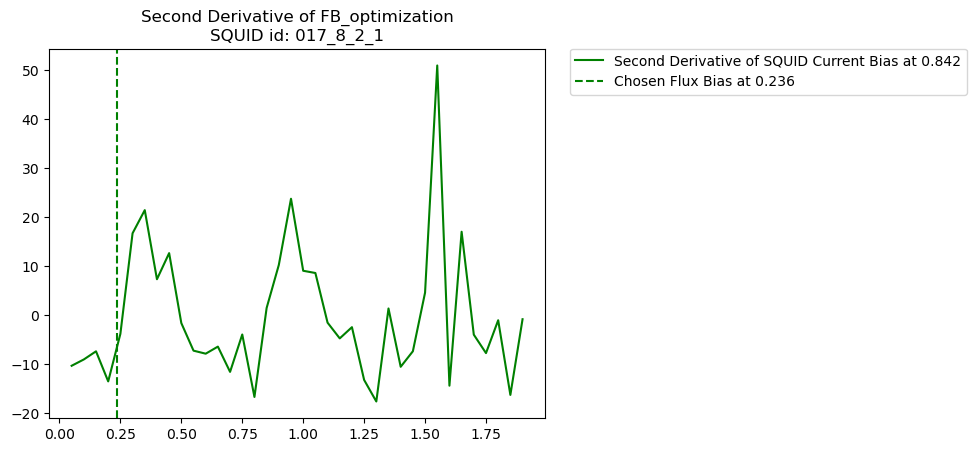 Second Derivative of FB_optimization
SQUID id: 017_8_2_1
Second Derivative of SQUID Current Bias at 0.842
Chosen Flux Bias at 0.236
50
40
30
20
10
0
−10
−20
0.00 0.25 0.50 0.75 1.00 1.25 1.50 1.75